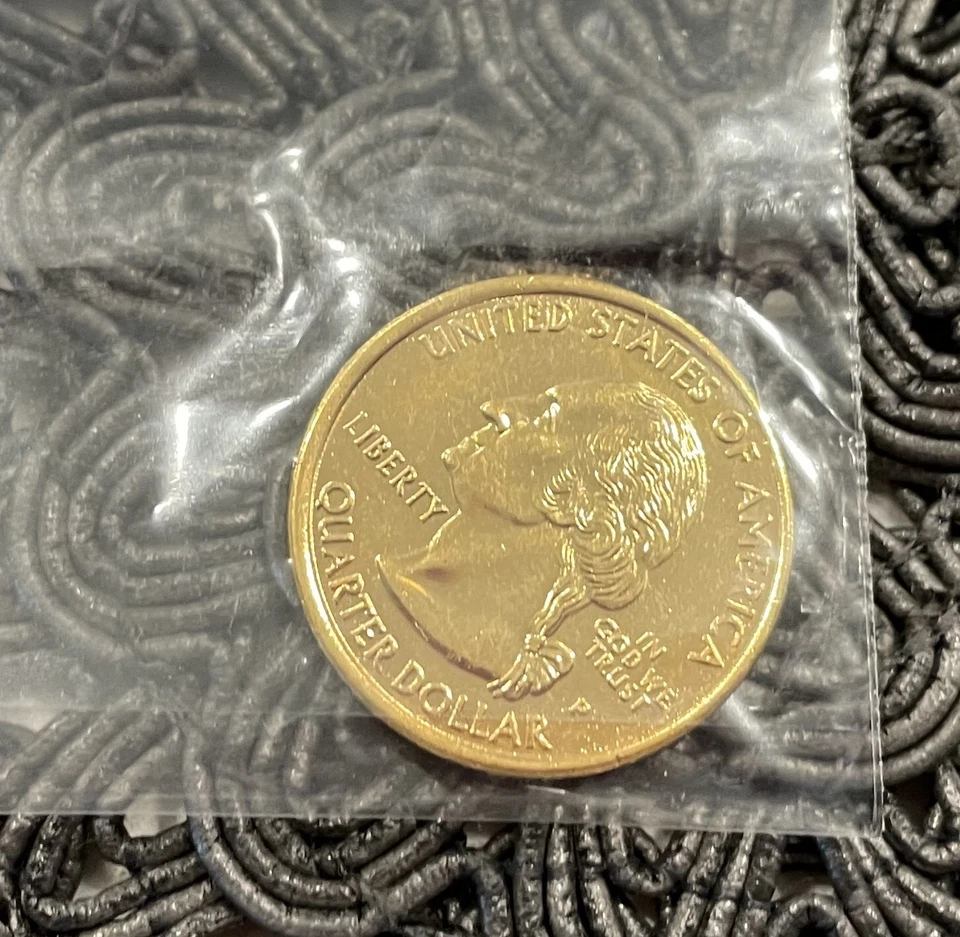 UNITED STATES OF AMERICA
LIBERTY
IN
GOD WE
TRUST
P
QUARTER DOLLAR